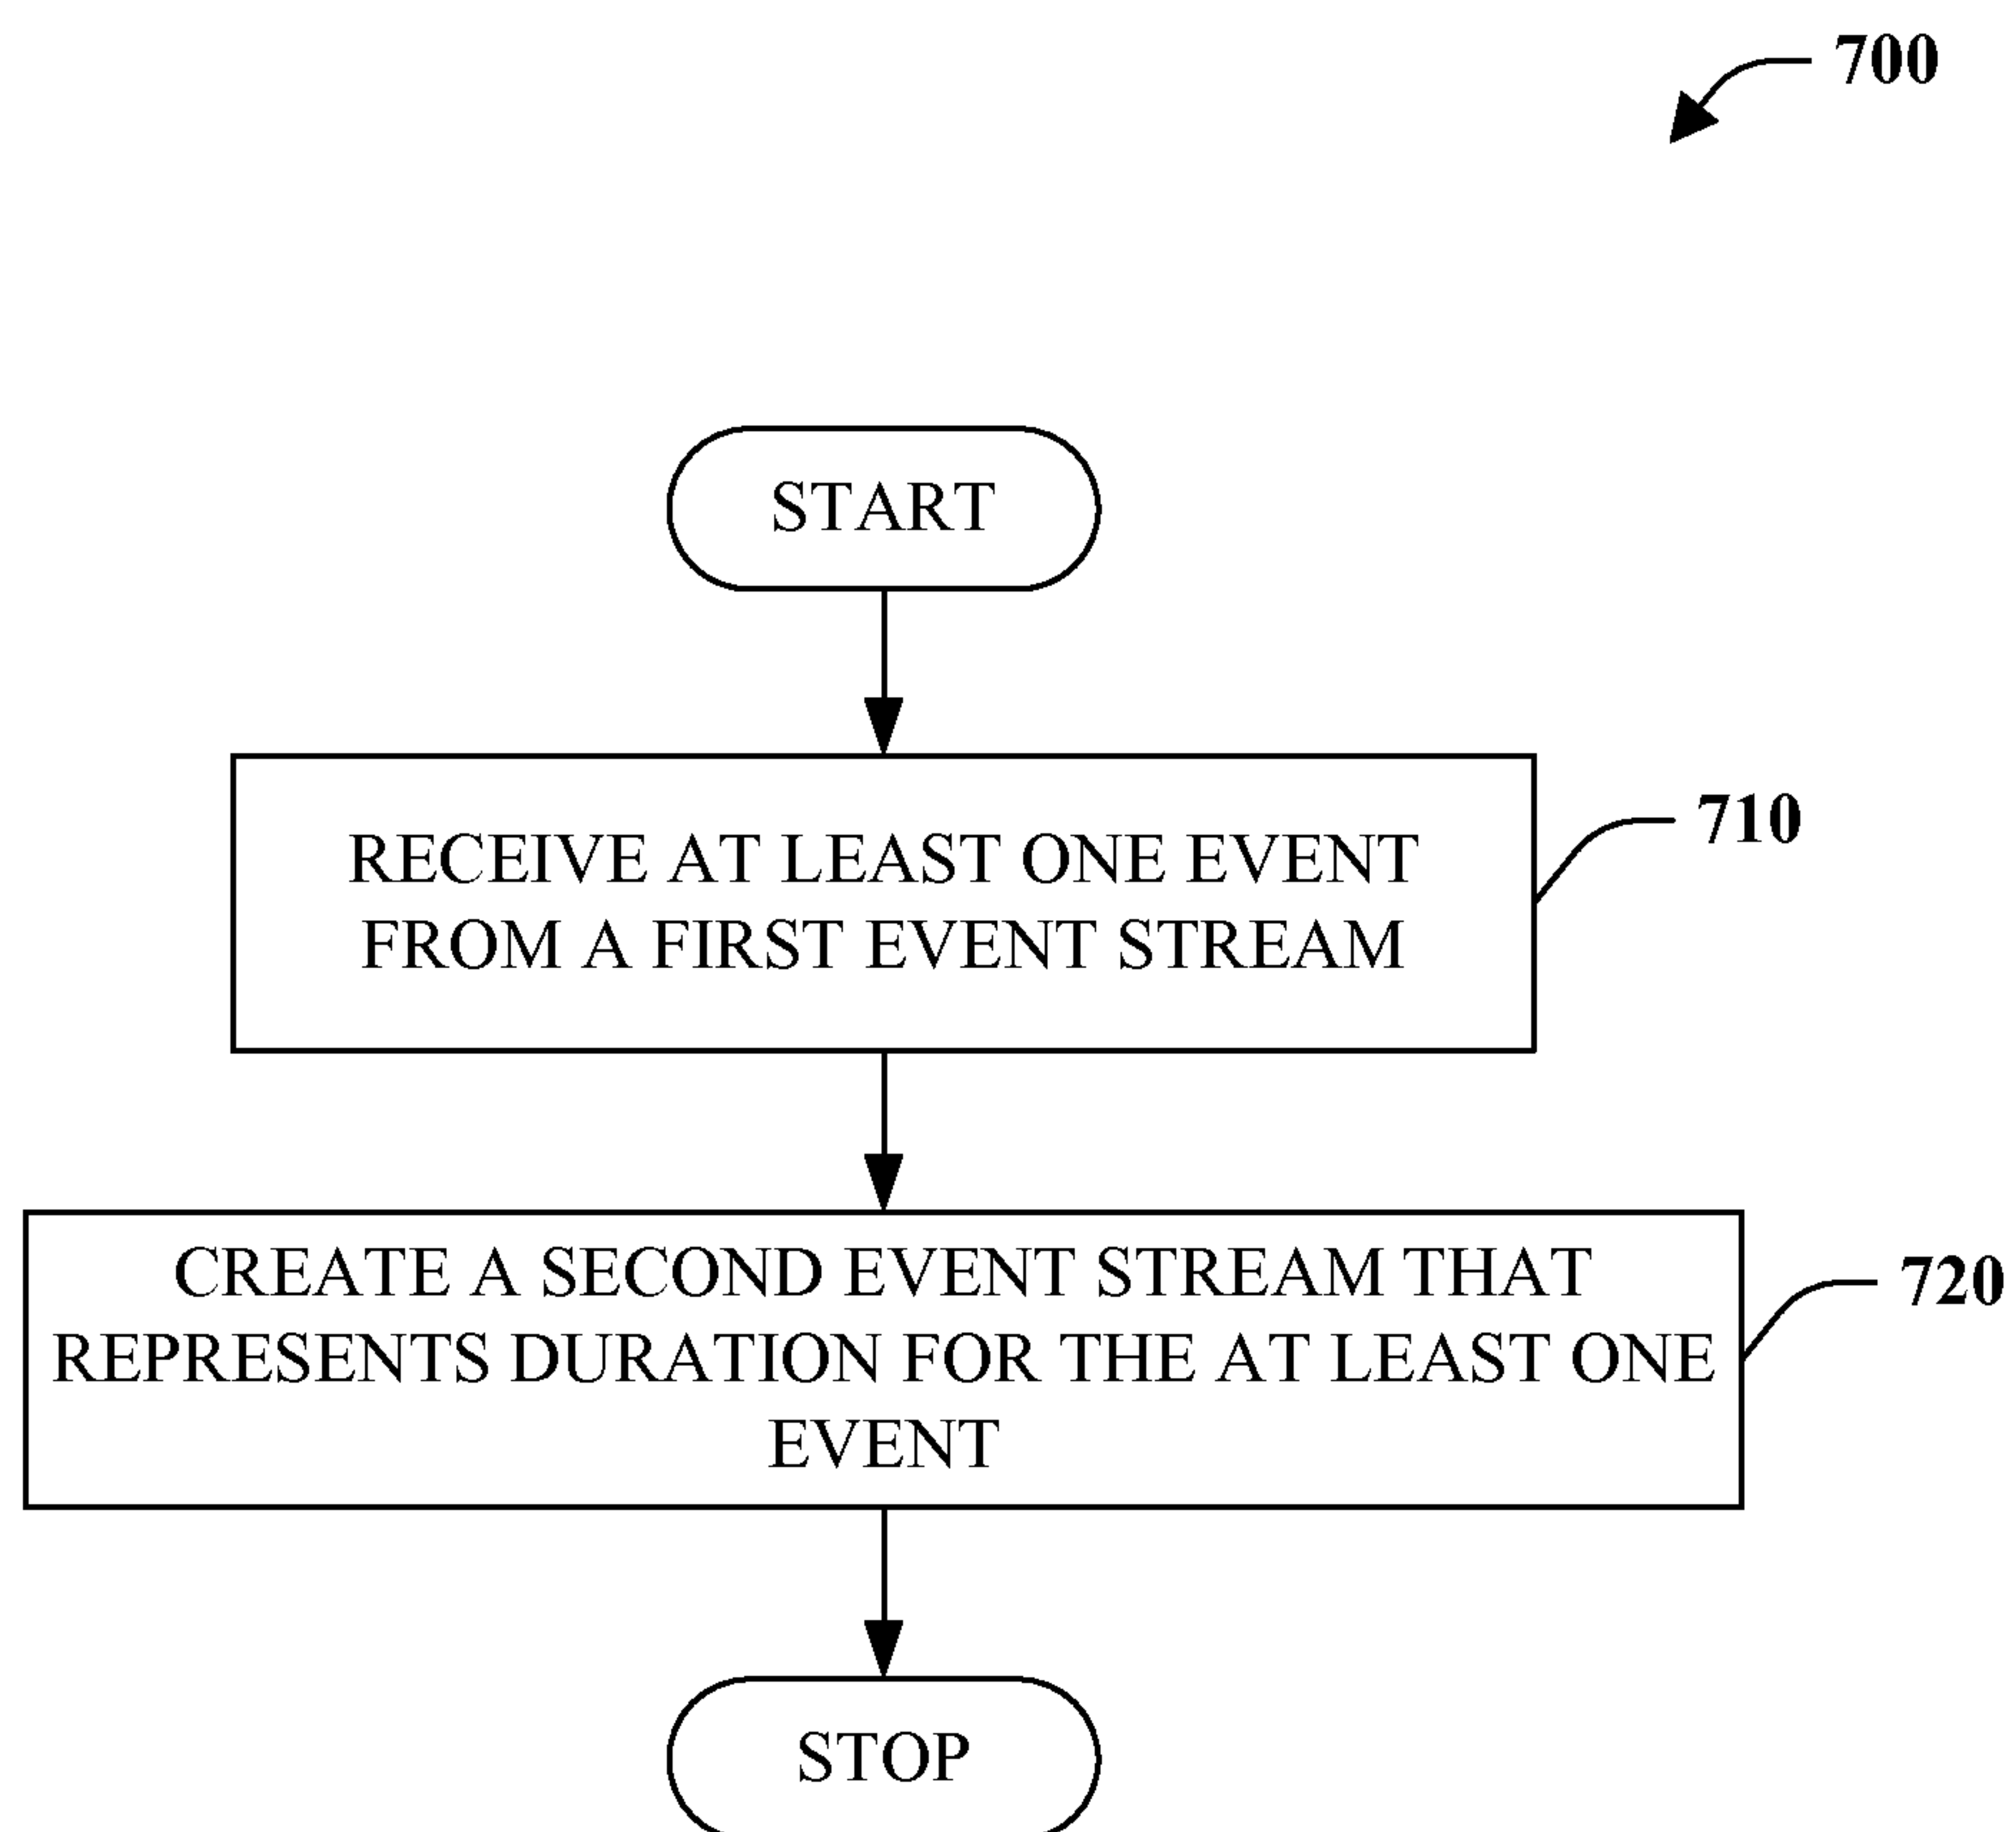 700
START
RECEIVE AT LEAST ONE EVENT
FROM A FIRST EVENT STREAM
710
CREATE A SECOND EVENT STREAM THAT
REPRESENTS DURATION FOR THE AT LEAST ONE
EVENT
720
STOP